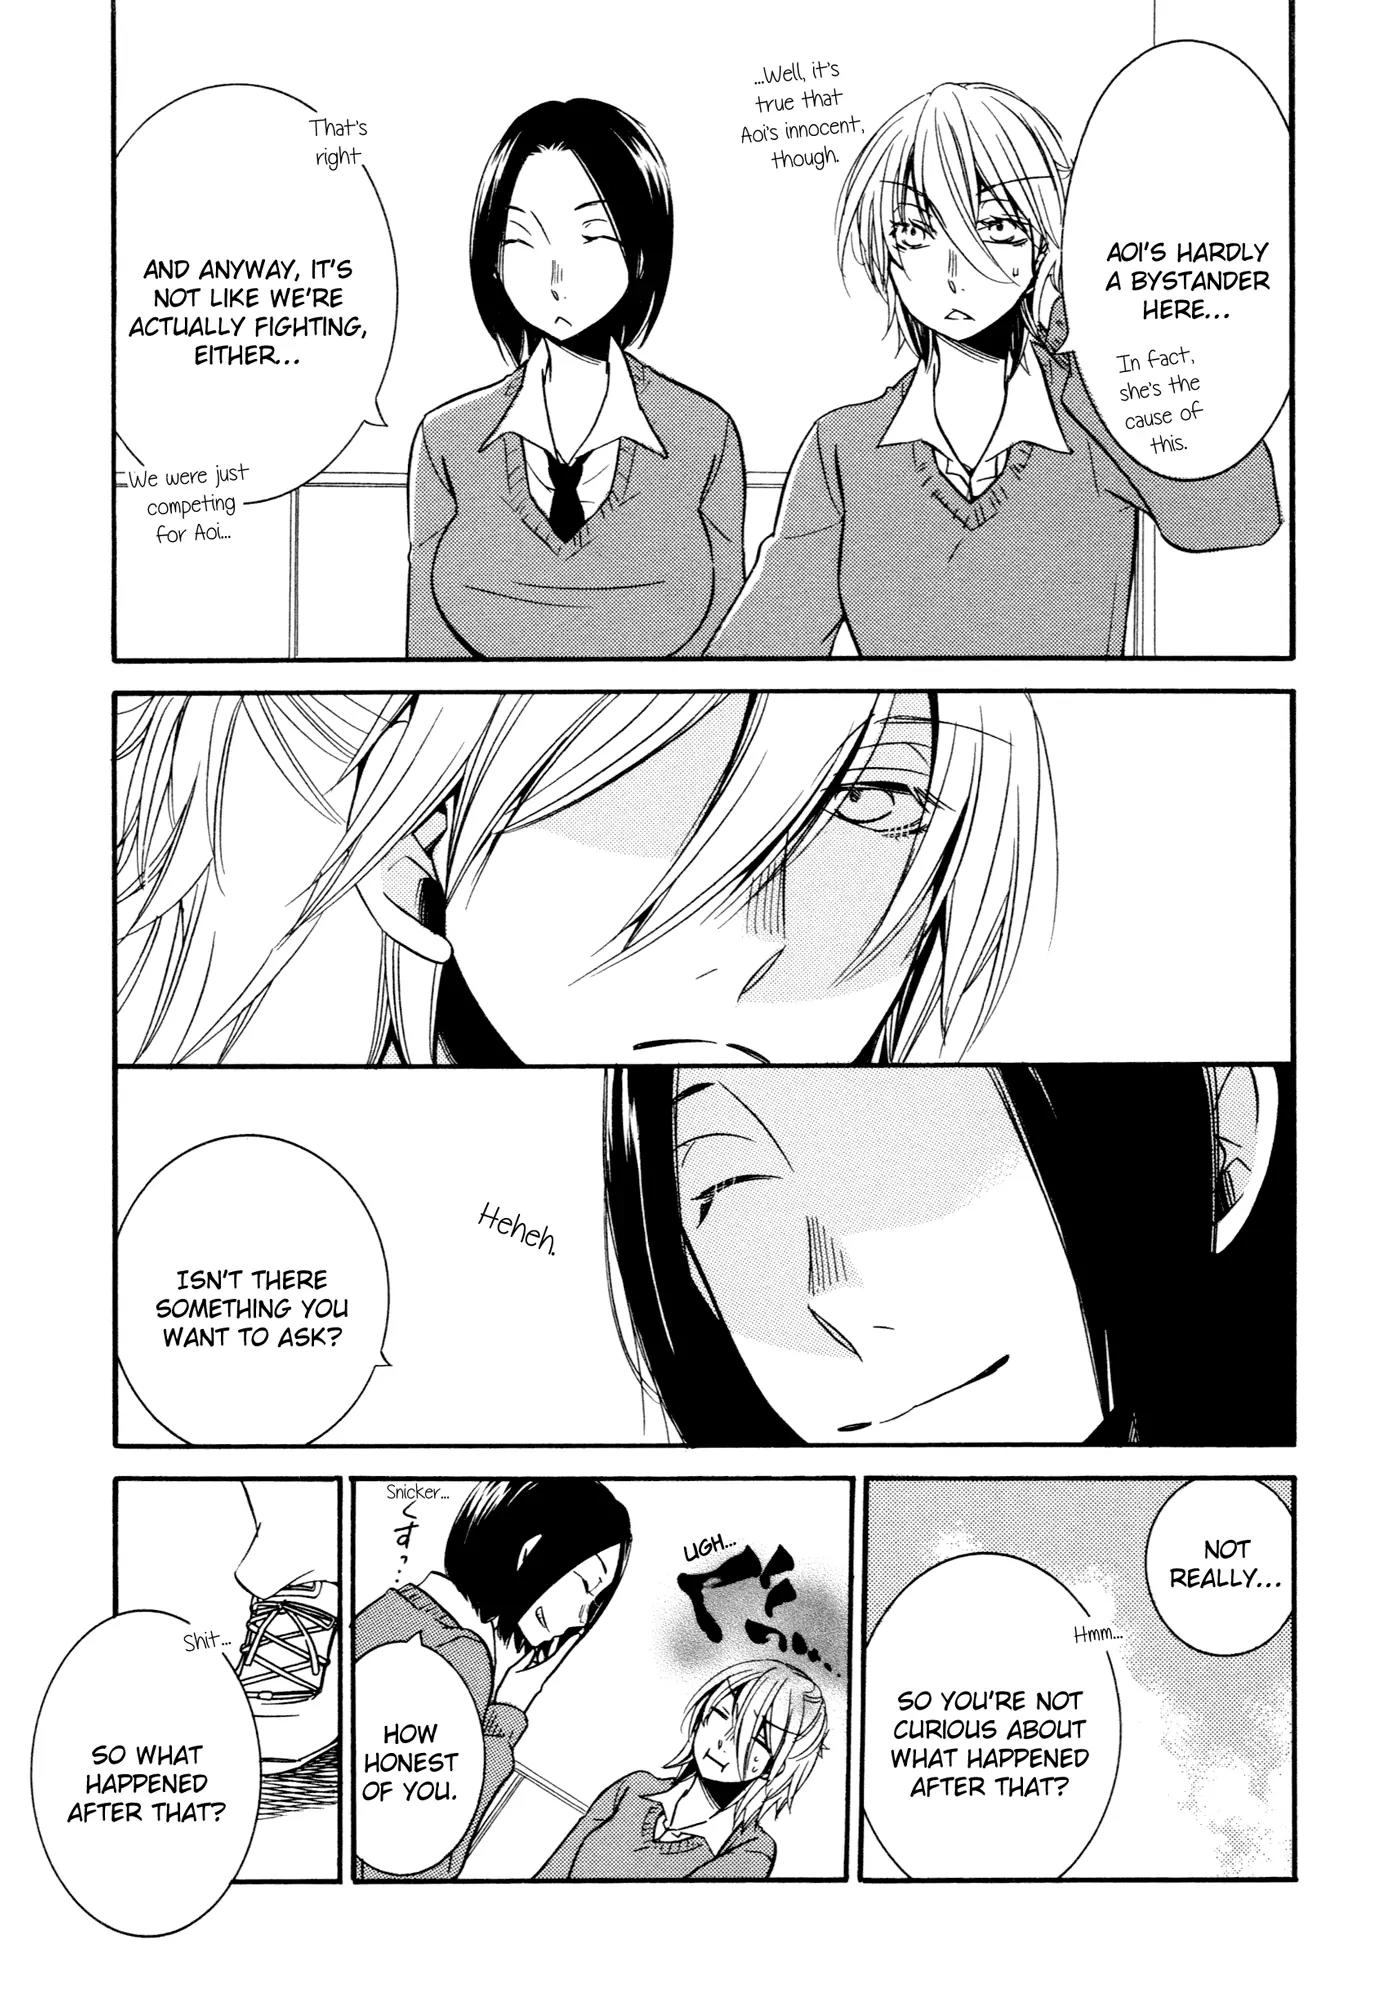 AOI'S HARDLY
A BYSTANDER
HERE...
In fact,
she's the
cause of
this.
...Well, it's
true that
Aoi's innocent,
though.
That's
right
AND ANYWAY, IT'S
NOT LIKE WE'RE
ACTUALLY FIGHTING,
EITHER...
We were just
competing
for Aoi...
Heheh.
ISN'T THERE
SOMETHING YOU
WANT TO ASK?
NOT
REALLY...
Hmm...
SO YOU'RE NOT
CURIOUS ABOUT
WHAT HAPPENED
AFTER THAT?
UGH...
ド...
Snicker...
くすっ...
HOW
HONEST
OF YOU.
Shit...
SO WHAT
HAPPENED
AFTER THAT?